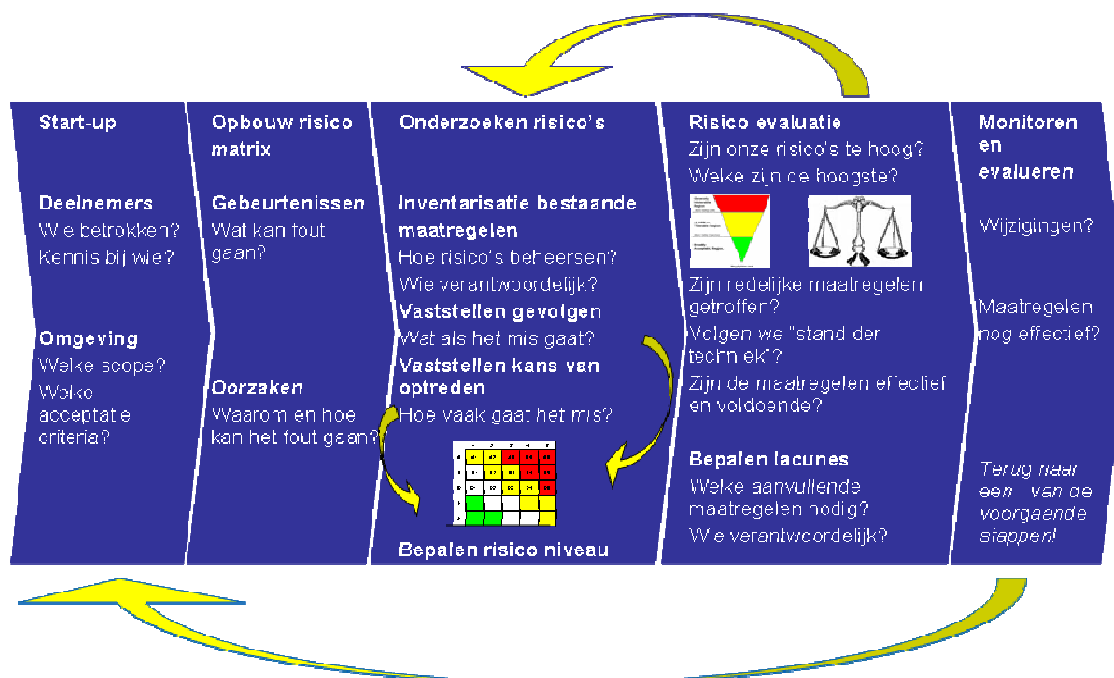 Start-up
Deelnemers
Wie betrokken?
Kennis bij wie?
Omgeving
Welke scope?
Welke
acceptatie
criteria?
Opbouw risico
matrix
Gebeurtenissen
Wat kan fout
gaan?
Oorzaken
Waarom en hoe
kan het fout gaan?
Onderzoeken risico's
Inventarisatie bestaande
maatregelen
Hoe risico's beheersen?
Wie verantwoordelijk?
Vaststellen gevolgen
Wat als het mis gaat?
Vaststellen kans van
optreden
Hoe vaak gaat het mis?
Bepalen risico niveau
Risico evaluatie
Zijn onze risico's te hoog?
Welke zijn de hoogste?
Zijn redelijke maatregelen
getroffen?
Volgen we "stand der
techniek"?
Zijn de maatregelen effectief
en voldoende?
Bepalen lacunes
Welke aanvullende
maatregelen nodig?
Wie verantwoordelijk?
Monitoren
en
evalueren
Wijzigingen?
Maatregelen
nog effectief?
Terug naar
een van de
voorgaande
stappen!